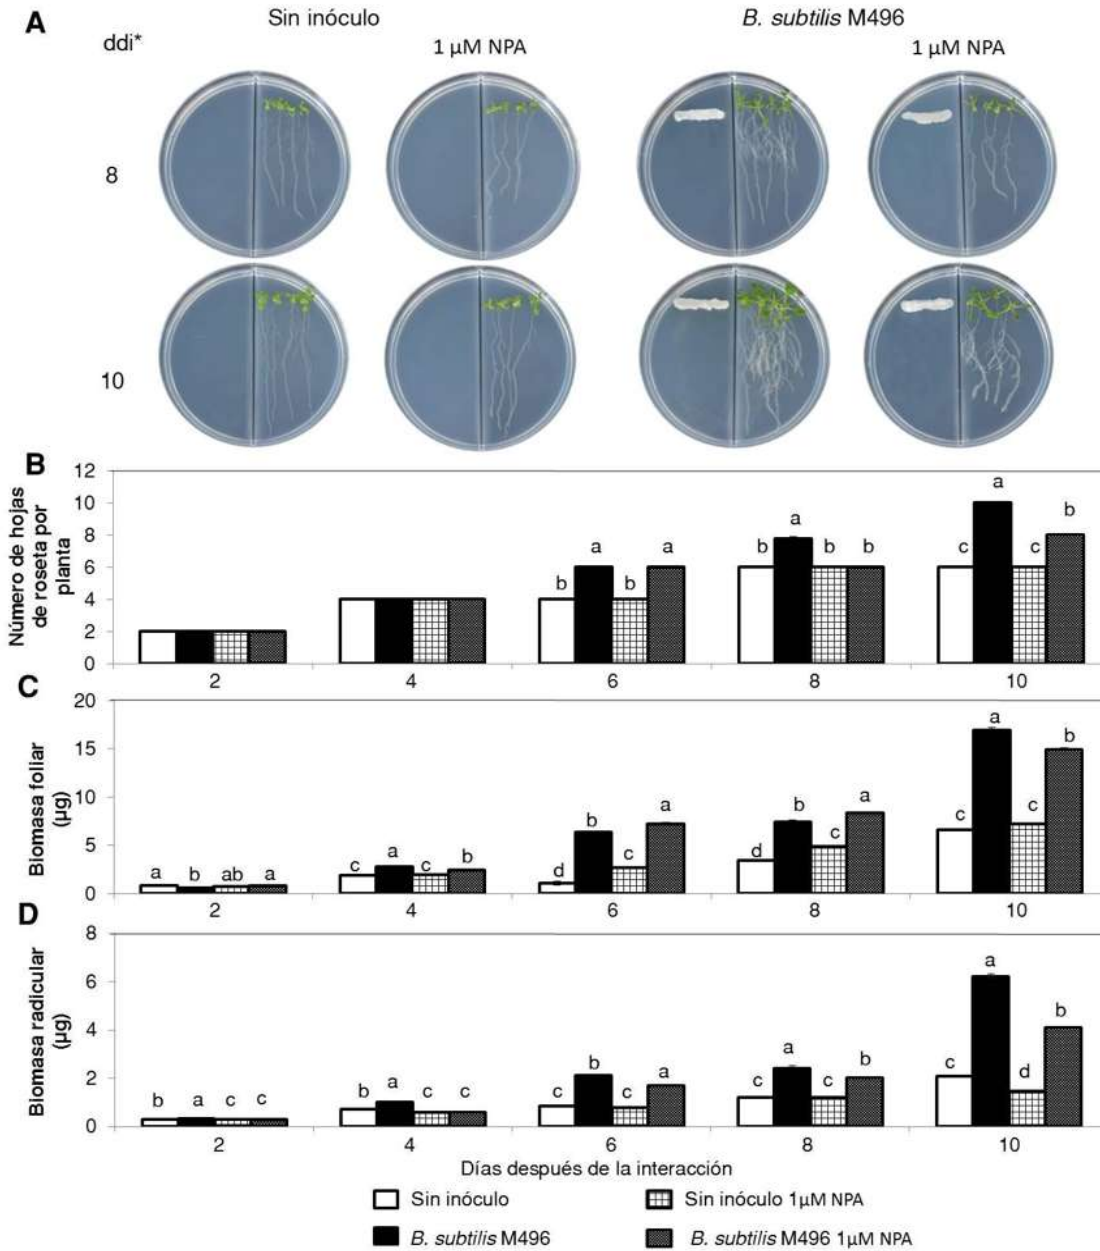 A
Sin inóculo
B. subtilis M496
ddi*
1 µM NPA
1 µM NPA
8
10
B
Número de hojas
de roseta por
planta
12
10
8
6
4
2
0
b a b a
b a b b
c a c b
2 4 6 8 10
C
Biomasa foliar
(µg)
20
15
10
5
0
a b ab a
c a c b
d b c a
d b c a
c a c b
2 4 6 8 10
D
Biomasa radicular
(µg)
8
6
4
2
0
b a c c
b a c c
c b c a
c a c b
c a d b
2 4 6 8 10
Días después de la interacción
Sin inóculo
Sin inóculo 1µM NPA
B. subtilis M496
B. subtilis M496 1µM NPA